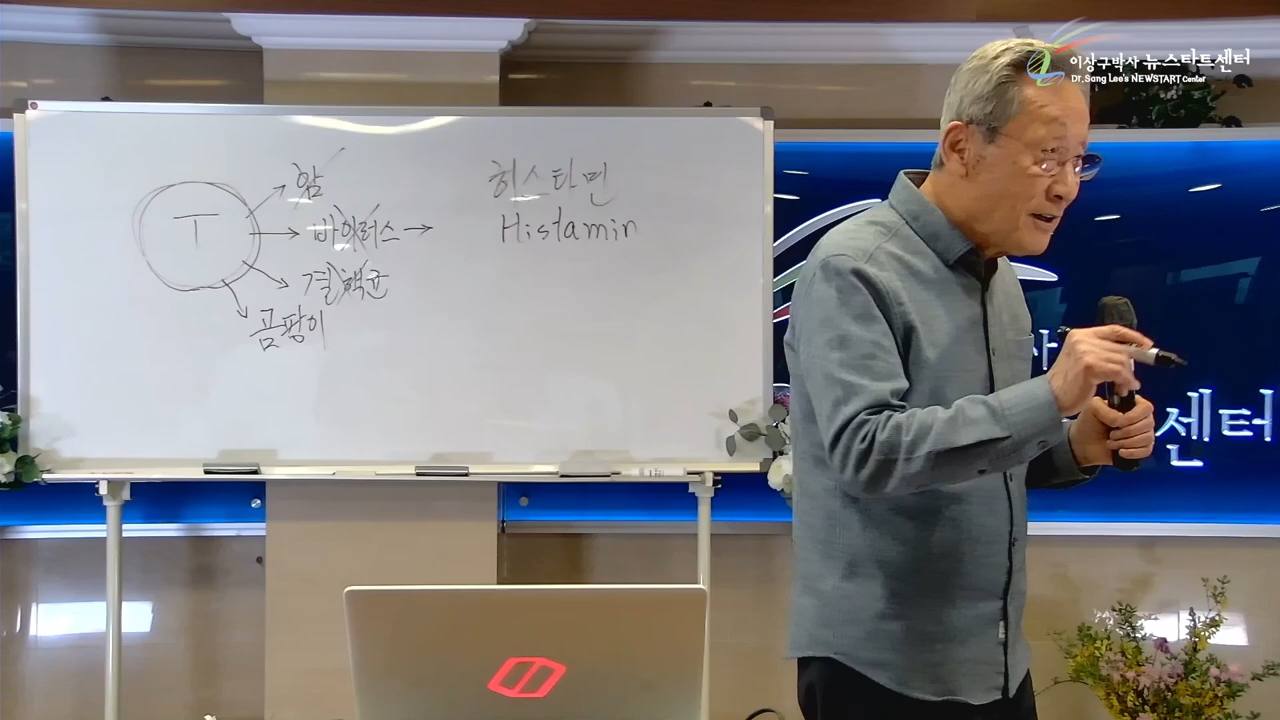 이상구박사 뉴스타트센터
Dr. Sang Lee's NEWSTART Center
암
T
바이러스
결핵균
곰팡이
히스타민
Histamin
사
센터